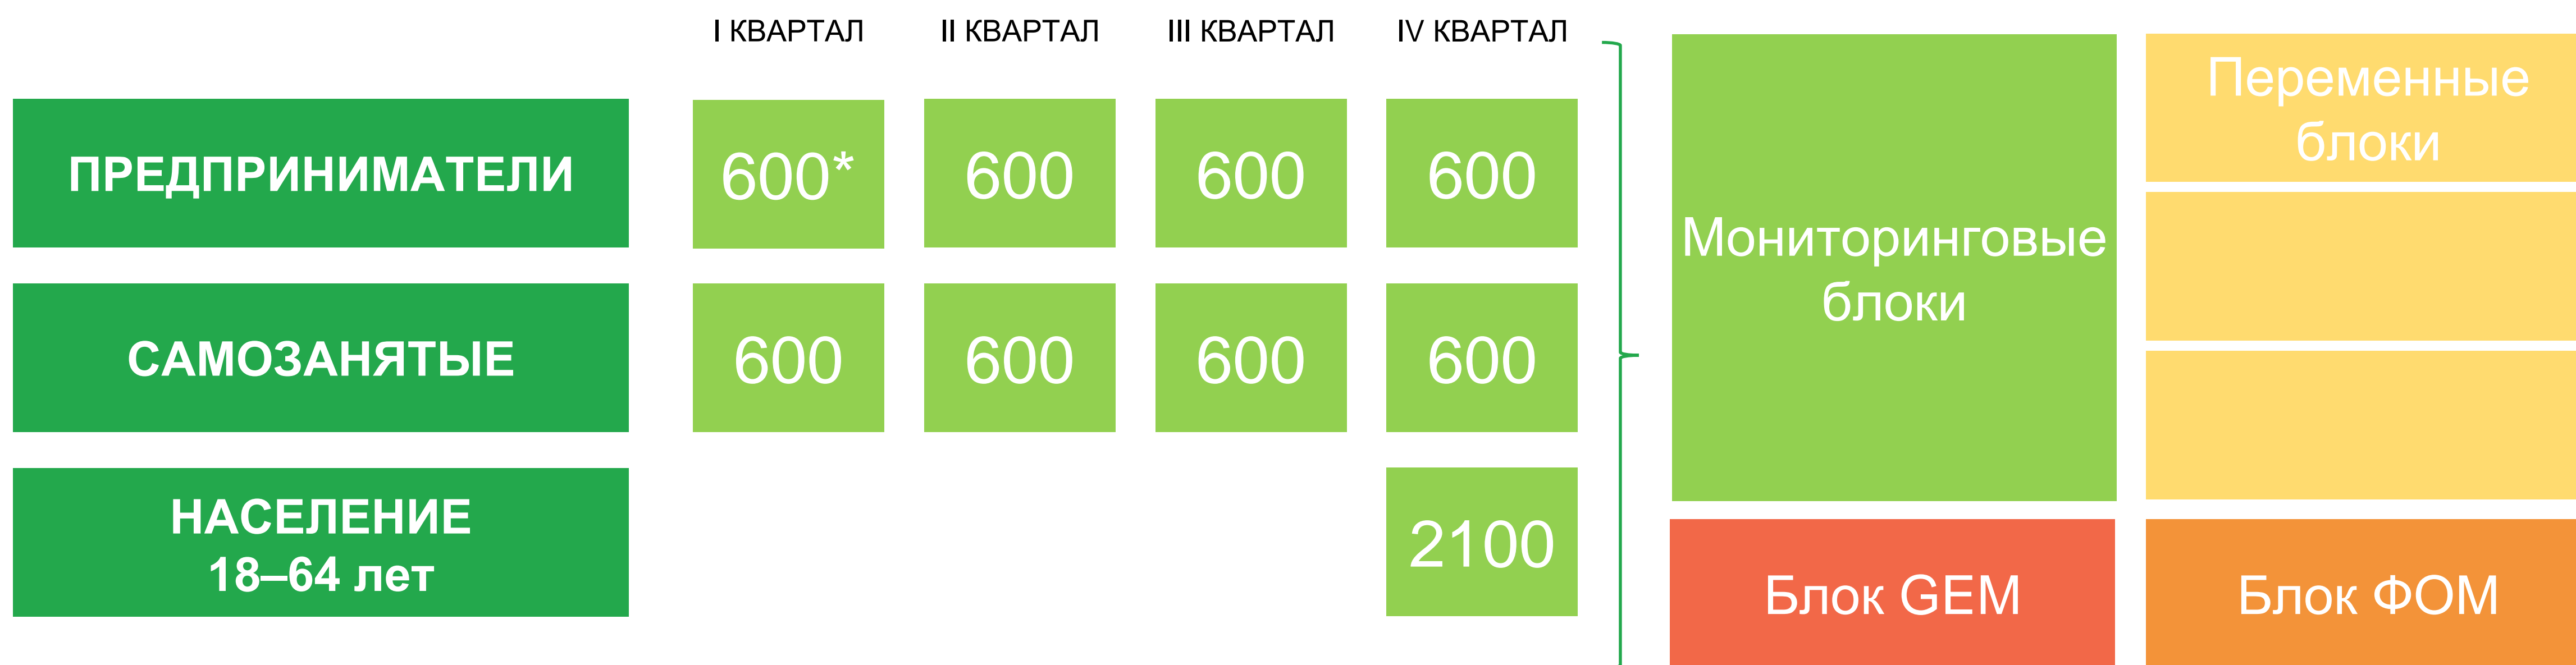 I КВАРТАЛ II КВАРТАЛ III КВАРТАЛ IV КВАРТАЛ
ПРЕДПРИНИМАТЕЛИ 600* 600 600 600
САМОЗАНЯТЫЕ 600 600 600 600
НАСЕЛЕНИЕ
18–64 лет
2100
Мониторинговые
блоки
Переменные
блоки
Блок GEM
Блок ФОМ